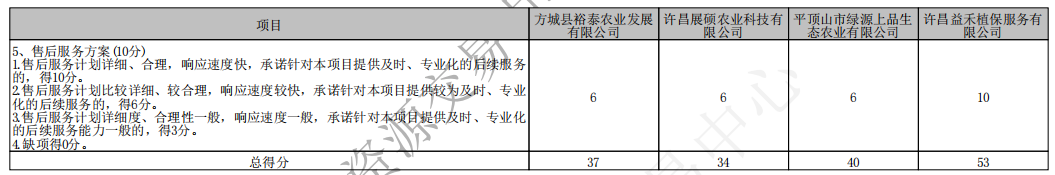 项目
方城县裕泰农业发展
有限公司
许昌展硕农业科技有
限公司
平顶山市绿源上品生
态农业有限公司
许昌益禾植保服务有
限公司
5、售后服务方案(10分)
1.售后服务计划详细、合理，响应速度快，承诺针对本项目提供及时、专业化的后续服务
的，得10分。
2.售后服务计划比较详细、较合理，响应速度较快，承诺针对本项目提供较为及时、专业
化的后续服务的，得6分。
3.售后服务计划详细度、合理性一般，响应速度一般，承诺针对本项目提供及时、专业化
的后续服务能力一般的，得3分。
4.缺项得0分。
6
6
6
10
总得分
37
34
40
53
资源交易中
昌中心